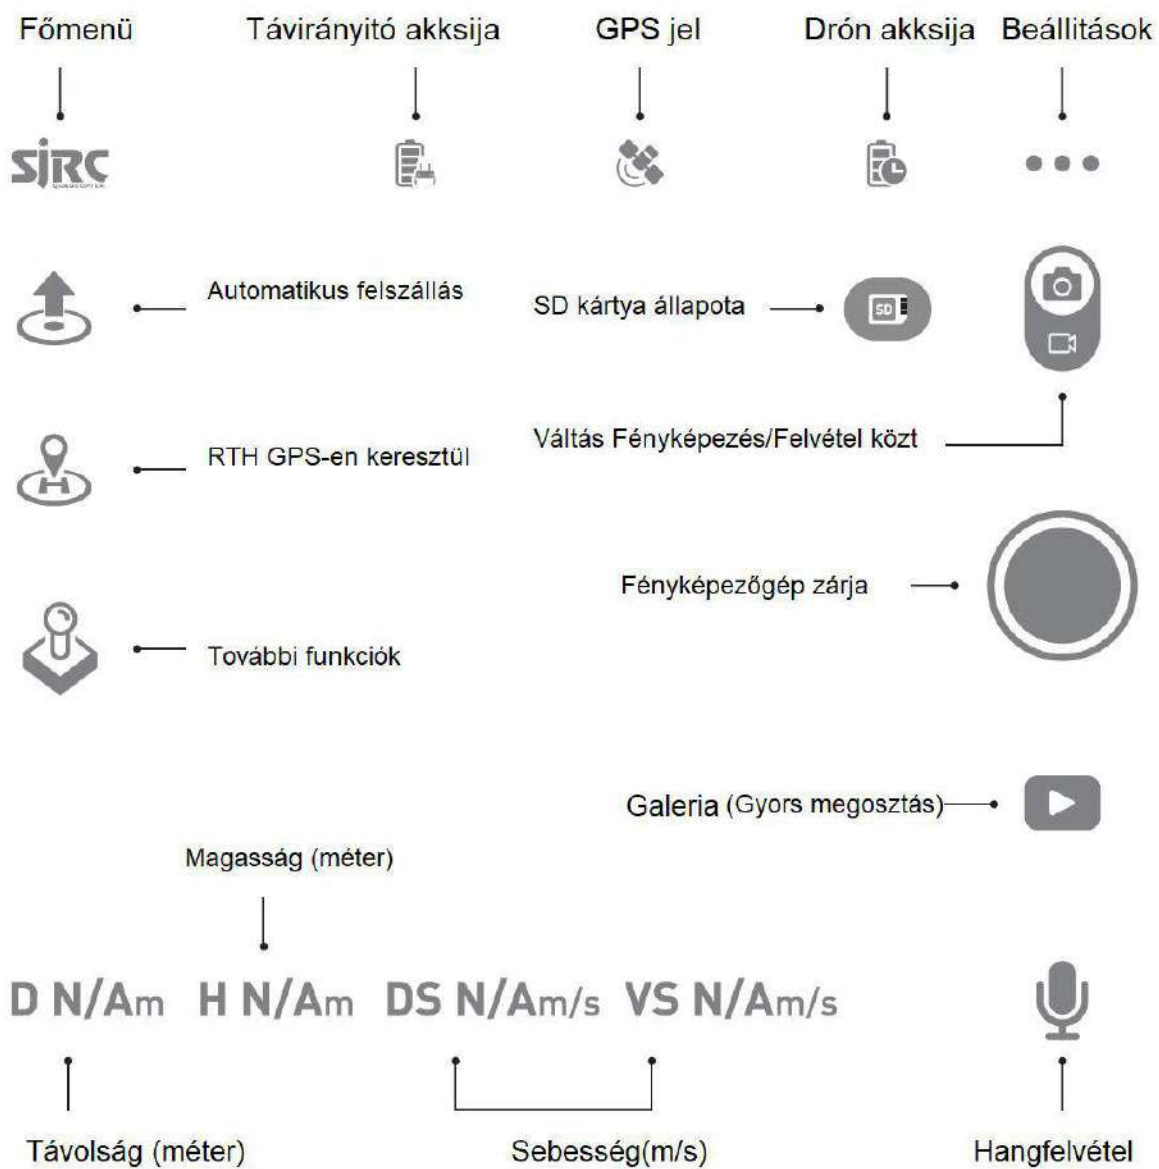 Főmenü Távirányitó akksija GPS jel Drón akksija Beállitások
SJRC
Automatikus felszállás
SD kártya állapota
SD
Váltás Fényképezés/Felvétel közt
RTH GPS-en keresztül
H
Fényképezőgép zárja
További funkciók
Galeria (Gyors megosztás)
Magasság (méter)
D N/Am H N/Am DS N/Am/s VS N/Am/s
Távolság (méter) Sebesség(m/s) Hangfelvétel